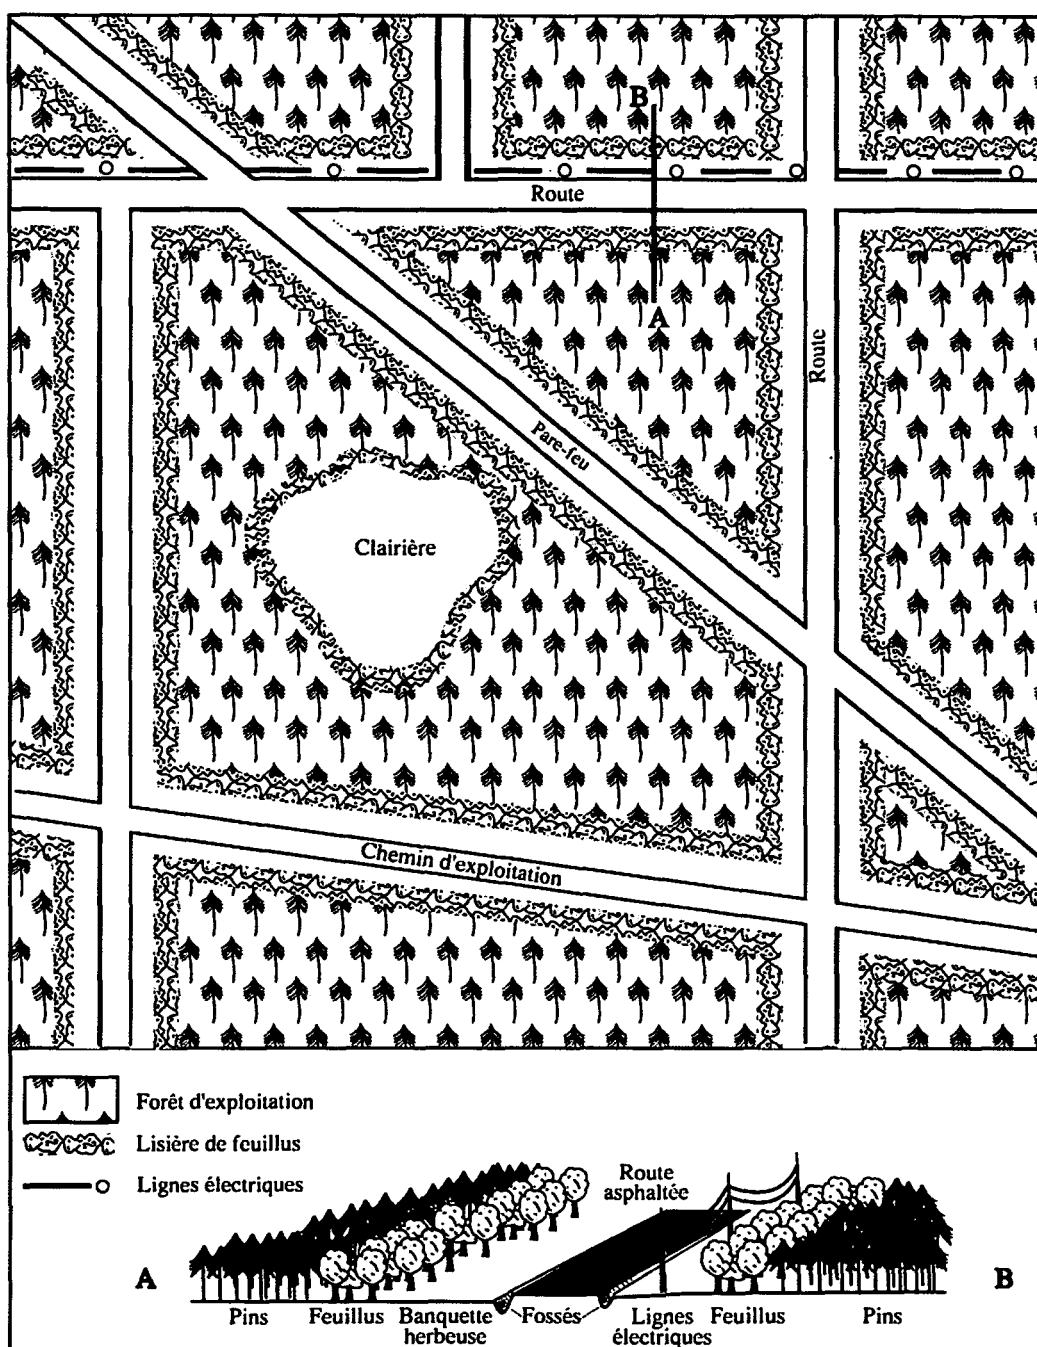 B
Route
A
Route
Pare-feu
Clairière
Chemin d'exploitation
Forêt d'exploitation
Lisière de feuillus
Lignes électriques
Route
asphaltée
A
B
Pins
Feuillus
Banquette
herbeuse
Fossés
Lignes
électriques
Feuillus
Pins